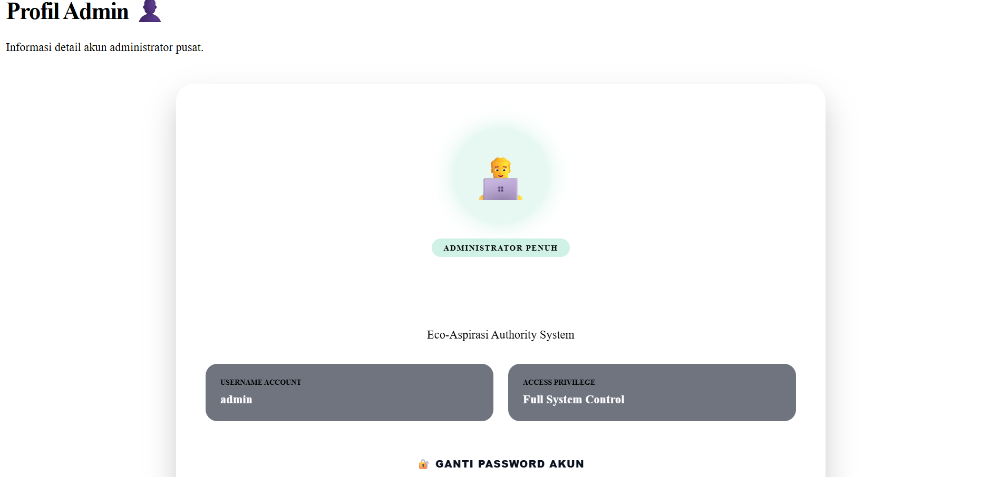 Profil Admin
Informasi detail akun administrator pusat.
ADMINISTRATOR PENUH
Eco-Aspirasi Authority System
USERNAME ACCOUNT
admin
ACCESS PRIVILEGE
Full System Control
GANTI PASSWORD AKUN